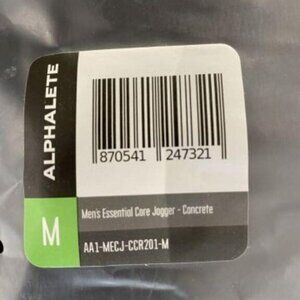 ALPHALETE
870541 247321
M
Men's Essential Core Jogger - Concrete
AA1-MECJ-CCR201-M